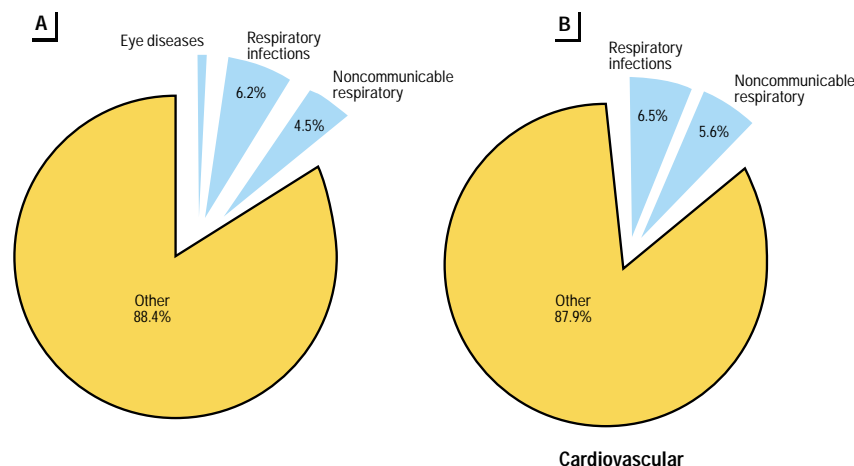 A
Eye diseases
Respiratory
infections
6.2%
Noncommunicable
respiratory
4.5%
Other
88.4%
B
Respiratory
infections
6.5%
Noncommunicable
respiratory
5.6%
Other
87.9%
Cardiovascular